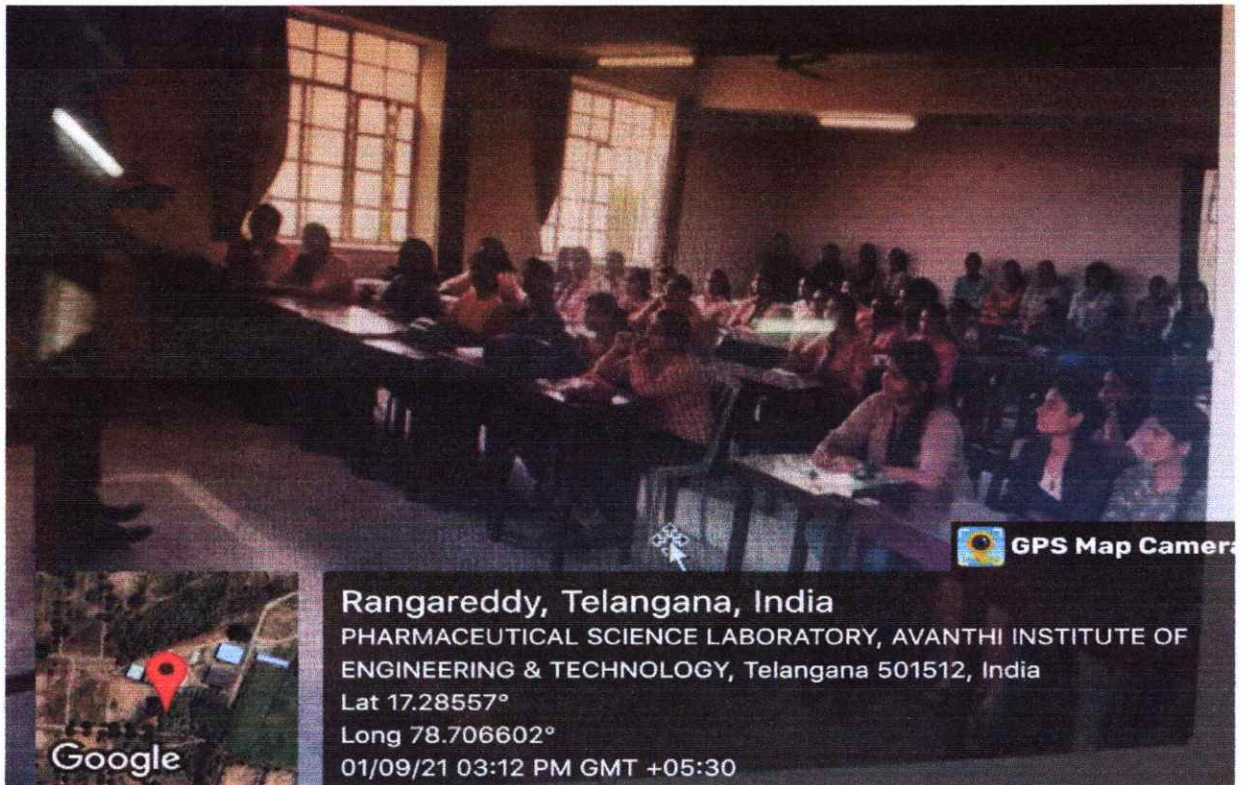 GPS Map Camera
Rangareddy, Telangana, India
PHARMACEUTICAL SCIENCE LABORATORY, AVANTHI INSTITUTE OF
ENGINEERING & TECHNOLOGY, Telangana 501512, India
Lat 17.28557°
Long 78.706602°
01/09/21 03:12 PM GMT +05:30
Google